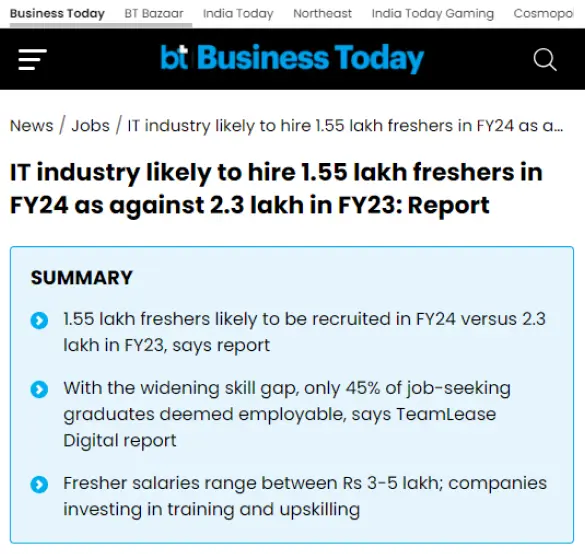 Business Today BT Bazaar India Today Northeast India Today Gaming Cosmopo
bt Business Today
News / Jobs / IT industry likely to hire 1.55 lakh freshers in FY24 as a...
IT industry likely to hire 1.55 lakh freshers in
FY24 as against 2.3 lakh in FY23: Report
SUMMARY
1.55 lakh freshers likely to be recruited in FY24 versus 2.3
lakh in FY23, says report
With the widening skill gap, only 45% of job-seeking
graduates deemed employable, says TeamLease
Digital report
Fresher salaries range between Rs 3-5 lakh; companies
investing in training and upskilling